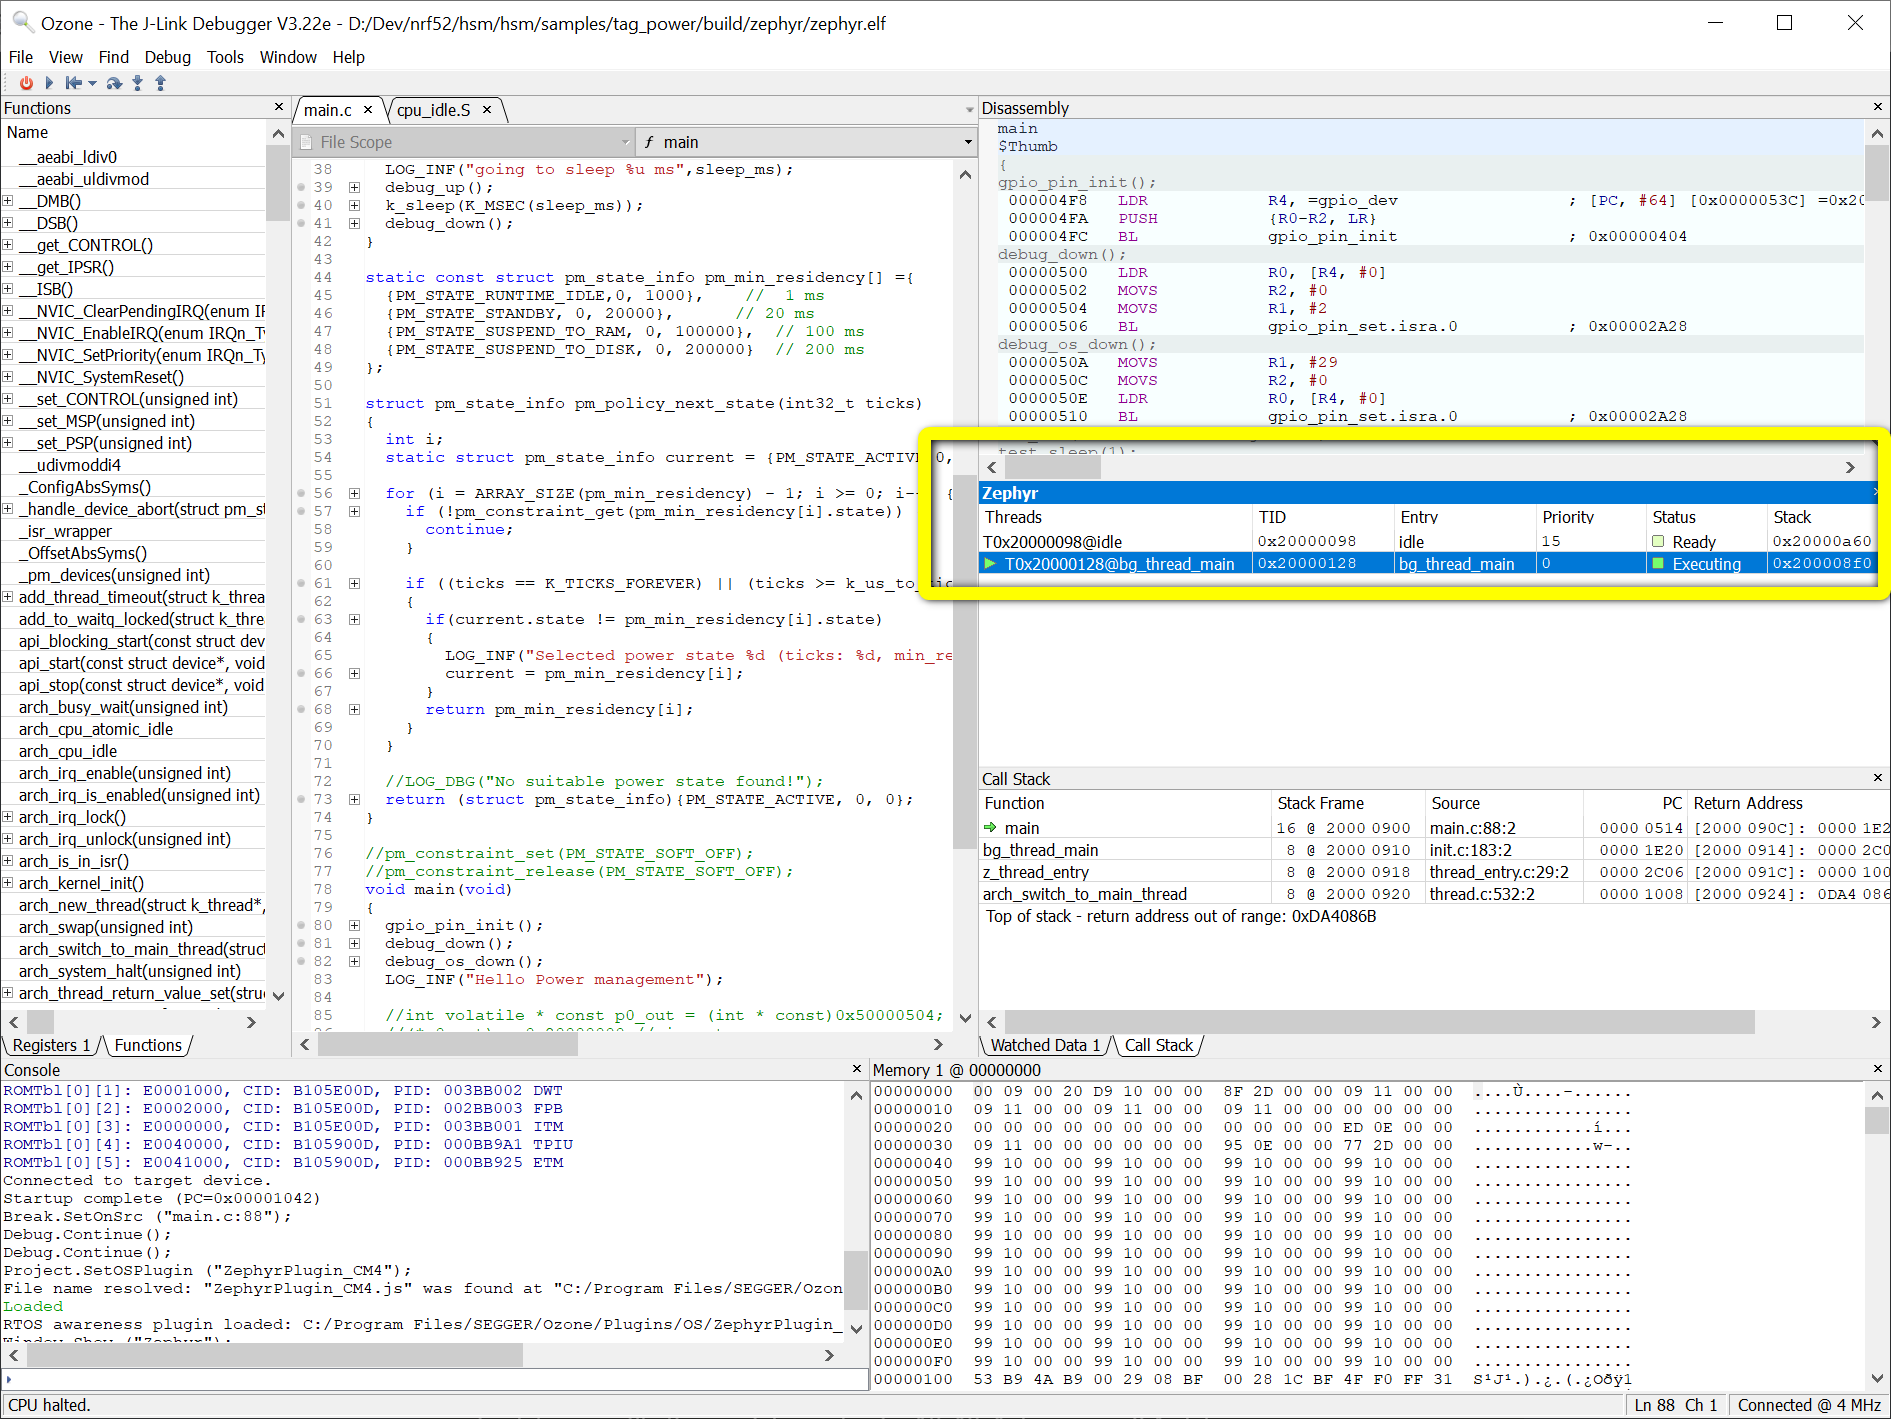 Ozone - The J-Link Debugger V3.22e - D:/Dev/nrf52/hsm/hsm/samples/tag_power/build/zephyr/zephyr.elf
File View Find Debug Tools Window Help
Functions
Name
__aeabi_ldiv0
__aeabi_uldivmod
__DMB()
__DSB()
__get_CONTROL()
__get_IPSR()
__ISB()
__NVIC_ClearPendingIRQ(enum IF
__NVIC_EnableIRQ(enum IRQn_Ty
__NVIC_SetPriority(enum IRQn_Ty
__NVIC_SystemReset()
__set_CONTROL(unsigned int)
__set_MSP(unsigned int)
__set_PSP(unsigned int)
__udivmoddi4
_ConfigAbsSyms()
_handle_device_abort(struct pm_st
_isr_wrapper
_OffsetAbsSyms()
_pm_devices(unsigned int)
add_thread_timeout(struct k_threa
add_to_waitq_locked(struct k_threa
api_blocking_start(const struct dev
api_start(const struct device*, void
api_stop(const struct device*, void
arch_busy_wait(unsigned int)
arch_cpu_atomic_idle
arch_cpu_idle
arch_irq_enable(unsigned int)
arch_irq_is_enabled(unsigned int)
arch_irq_lock()
arch_irq_unlock(unsigned int)
arch_is_in_isr()
arch_kernel_init()
arch_new_thread(struct k_thread*,
arch_swap(unsigned int)
arch_switch_to_main_thread(struct
arch_system_halt(unsigned int)
arch_thread_return_value_set(stru
Registers 1 Functions
main.c cpu_idle.S
File Scope main
38 LOG_INF("going to sleep %u ms",sleep_ms);
39 debug_up();
40 k_sleep(K_MSEC(sleep_ms));
41 debug_down();
42 }
43
44 static const struct pm_state_info pm_min_residency[] ={
45 {PM_STATE_RUNTIME_IDLE,0, 1000}, // 1 ms
46 {PM_STATE_STANDBY, 0, 20000}, // 20 ms
47 {PM_STATE_SUSPEND_TO_RAM, 0, 100000}, // 100 ms
48 {PM_STATE_SUSPEND_TO_DISK, 0, 200000} // 200 ms
49 };
50
51 struct pm_state_info pm_policy_next_state(int32_t ticks)
52 {
53 int i;
54 static struct pm_state_info current = {PM_STATE_ACTIVE 0,
55
56 for (i = ARRAY_SIZE(pm_min_residency) - 1; i >= 0; i-- {
57 if (!pm_constraint_get(pm_min_residency[i].state))
58 continue;
59 }
60
61 if ((ticks == K_TICKS_FOREVER) || (ticks >= k_us_to_tic
62 {
63 if(current.state != pm_min_residency[i].state)
64 {
65 LOG_INF("Selected power state %d (ticks: %d, min_re
66 current = pm_min_residency[i];
67 }
68 return pm_min_residency[i];
69 }
70 }
71
72 //LOG_DBG("No suitable power state found!");
73 return (struct pm_state_info){PM_STATE_ACTIVE, 0, 0};
74 }
75
76 //pm_constraint_set(PM_STATE_SOFT_OFF);
77 //pm_constraint_release(PM_STATE_SOFT_OFF);
78 void main(void)
79 {
80 gpio_pin_init();
81 debug_down();
82 debug_os_down();
83 LOG_INF("Hello Power management");
84
85 //int volatile * const p0_out = (int * const)0x50000504;
Disassembly
main
$Thumb
{
gpio_pin_init();
000004F8 LDR R4, =gpio_dev ; [PC, #64] [0x0000053C] =0x20
000004FA PUSH {R0-R2, LR}
000004FC BL gpio_pin_init ; 0x00000404
debug_down();
00000500 LDR R0, [R4, #0]
00000502 MOVS R2, #0
00000504 MOVS R1, #2
00000506 BL gpio_pin_set.isra.0 ; 0x00002A28
debug_os_down();
0000050A MOVS R1, #29
0000050C MOVS R2, #0
0000050E LDR R0, [R4, #0]
00000510 BL gpio_pin_set.isra.0 ; 0x00002A28
test_sleep(1);
Zephyr
Threads TID Entry Priority Status Stack
T0x20000098@idle 0x20000098 idle 15 Ready 0x20000a60
T0x20000128@bg_thread_main 0x20000128 bg_thread_main 0 Executing 0x200008f0
Call Stack
Function Stack Frame Source PC Return Address
main 16 @ 2000 0900 main.c:88:2 0000 0514 [2000 090C]: 0000 1E2
bg_thread_main 8 @ 2000 0910 init.c:183:2 0000 1E20 [2000 0914]: 0000 2C0
z_thread_entry 8 @ 2000 0918 thread_entry.c:29:2 0000 2C06 [2000 091C]: 0000 100
arch_switch_to_main_thread 8 @ 2000 0920 thread.c:532:2 0000 1008 [2000 0924]: 0DA4 086
Top of stack - return address out of range: 0xDA4086B
Watched Data 1 Call Stack
Console
ROMTbl[0][1]: E0001000, CID: B105E00D, PID: 003BB002 DWT
ROMTbl[0][2]: E0002000, CID: B105E00D, PID: 002BB003 FPB
ROMTbl[0][3]: E0000000, CID: B105E00D, PID: 003BB001 ITM
ROMTbl[0][4]: E0040000, CID: B105900D, PID: 000BB9A1 TPIU
ROMTbl[0][5]: E0041000, CID: B105900D, PID: 000BB925 ETM
Connected to target device.
Startup complete (PC=0x00001042)
Break.SetOnSrc ("main.c:88");
Debug.Continue();
Debug.Continue();
Project.SetOSPlugin ("ZephyrPlugin_CM4");
File name resolved: "ZephyrPlugin_CM4.js" was found at "C:/Program Files/SEGGER/Ozon
Loaded
RTOS awareness plugin loaded: C:/Program Files/SEGGER/Ozone/Plugins/OS/ZephyrPlugin_
Window.Show ("Zephyr");
Memory 1 @ 00000000
00000000 00 09 00 20 D9 10 00 00 8F 2D 00 00 09 11 00 00 ....Ù....-......
00000010 09 11 00 00 09 11 00 00 09 11 00 00 00 00 00 00 ................
00000020 00 00 00 00 00 00 00 00 00 00 00 00 ED 0E 00 00 ............í...
00000030 09 11 00 00 00 00 00 00 95 0E 00 00 77 2D 00 00 ............w-..
00000040 99 10 00 00 99 10 00 00 99 10 00 00 99 10 00 00 ................
00000050 99 10 00 00 99 10 00 00 99 10 00 00 99 10 00 00 ................
00000060 99 10 00 00 99 10 00 00 99 10 00 00 99 10 00 00 ................
00000070 99 10 00 00 99 10 00 00 99 10 00 00 99 10 00 00 ................
00000080 99 10 00 00 99 10 00 00 99 10 00 00 99 10 00 00 ................
00000090 99 10 00 00 99 10 00 00 99 10 00 00 99 10 00 00 ................
000000A0 99 10 00 00 99 10 00 00 99 10 00 00 99 10 00 00 ................
000000B0 99 10 00 00 99 10 00 00 99 10 00 00 99 10 00 00 ................
000000C0 99 10 00 00 99 10 00 00 99 10 00 00 99 10 00 00 ................
000000D0 99 10 00 00 99 10 00 00 99 10 00 00 99 10 00 00 ................
000000E0 99 10 00 00 99 10 00 00 99 10 00 00 99 10 00 00 ................
000000F0 99 10 00 00 99 10 00 00 99 10 00 00 99 10 00 00 ................
00000100 53 B9 4A B9 00 29 08 BF 00 28 1C BF 4F F0 FF 31 S¹J¹.).¿.(.¿Oðÿ1
CPU halted.
Ln 88 Ch 1 Connected @ 4 MHz